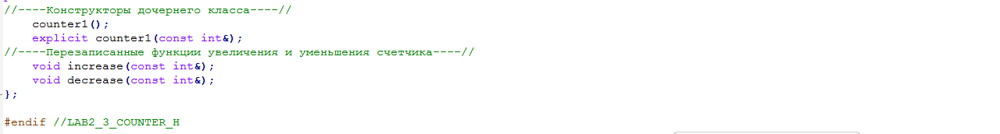 //----Конструкторы дочернего класса----//
counter1();
explicit counter1(const int&);
//----Перезаписанные функции увеличения и уменьшения счетчика----//
void increase(const int&);
void decrease(const int&);
};
#endif //LAB2_3_COUNTER_H